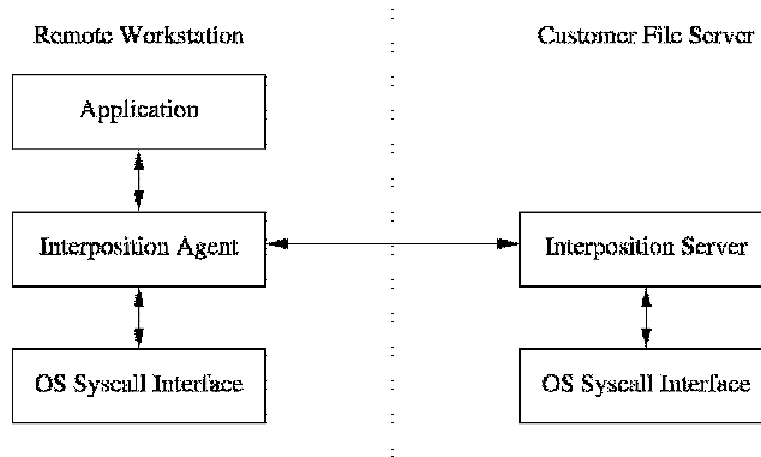 Remote Workstation
Customer File Server
Application
Interposition Agent
Interposition Server
OS Syscall Interface
OS Syscall Interface